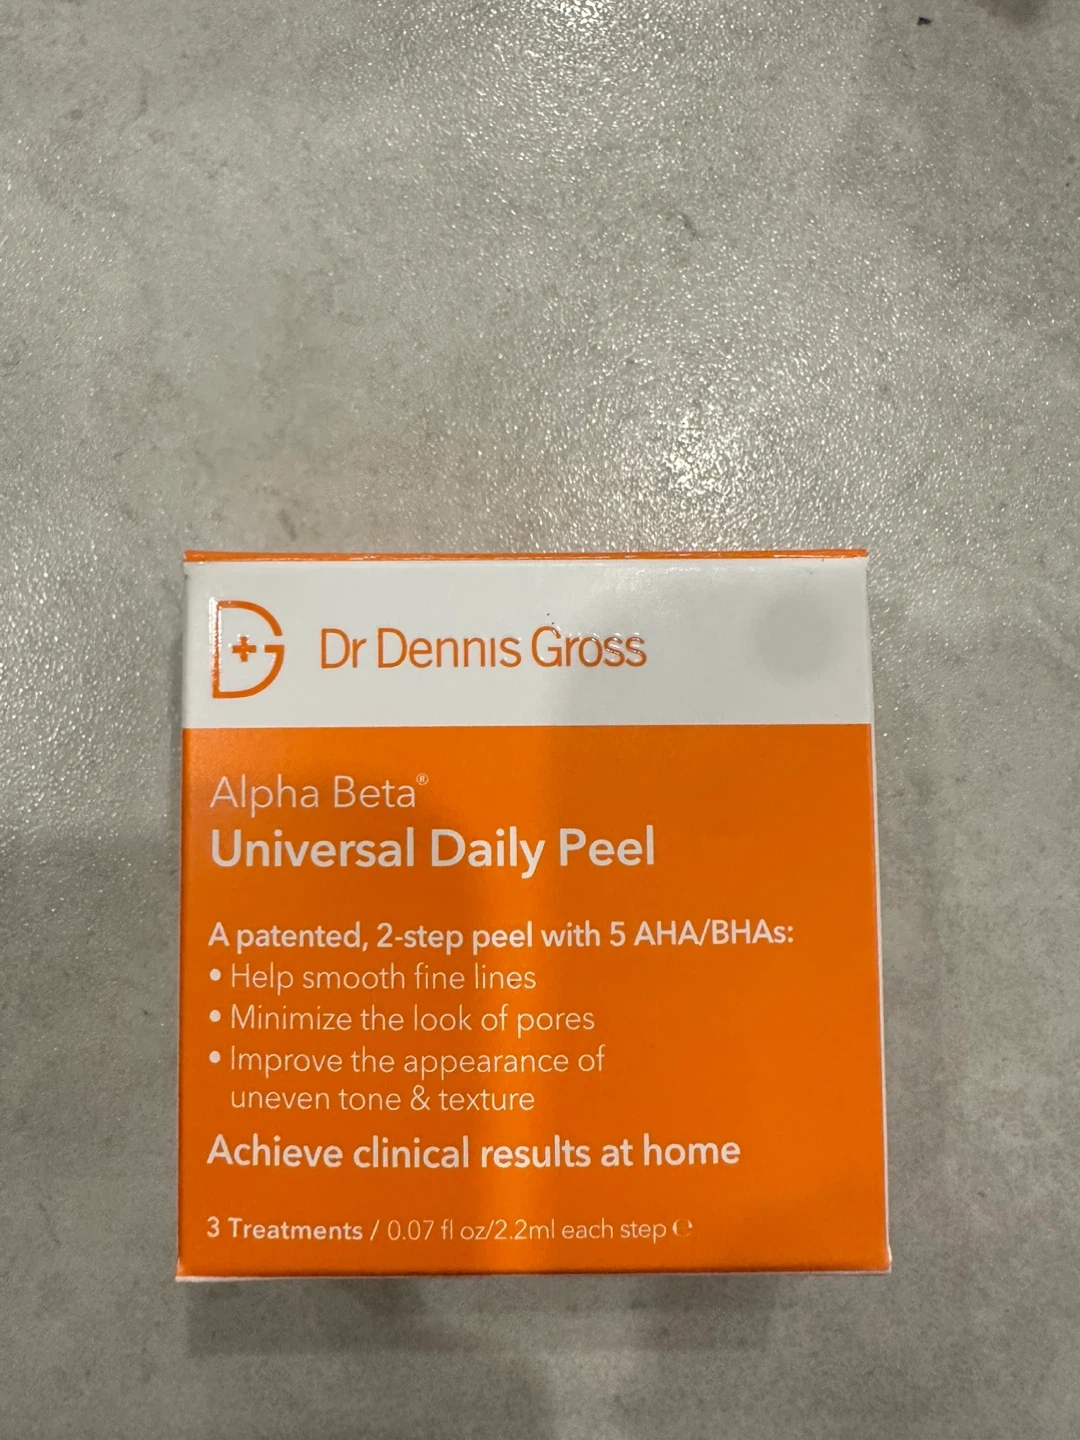 Dr Dennis Gross
Alpha Beta®
Universal Daily Peel
A patented, 2-step peel with 5 AHA/BHAs:
• Help smooth fine lines
• Minimize the look of pores
• Improve the appearance of
uneven tone & texture
Achieve clinical results at home
3 Treatments / 0.07 fl oz/2.2ml each step ℮